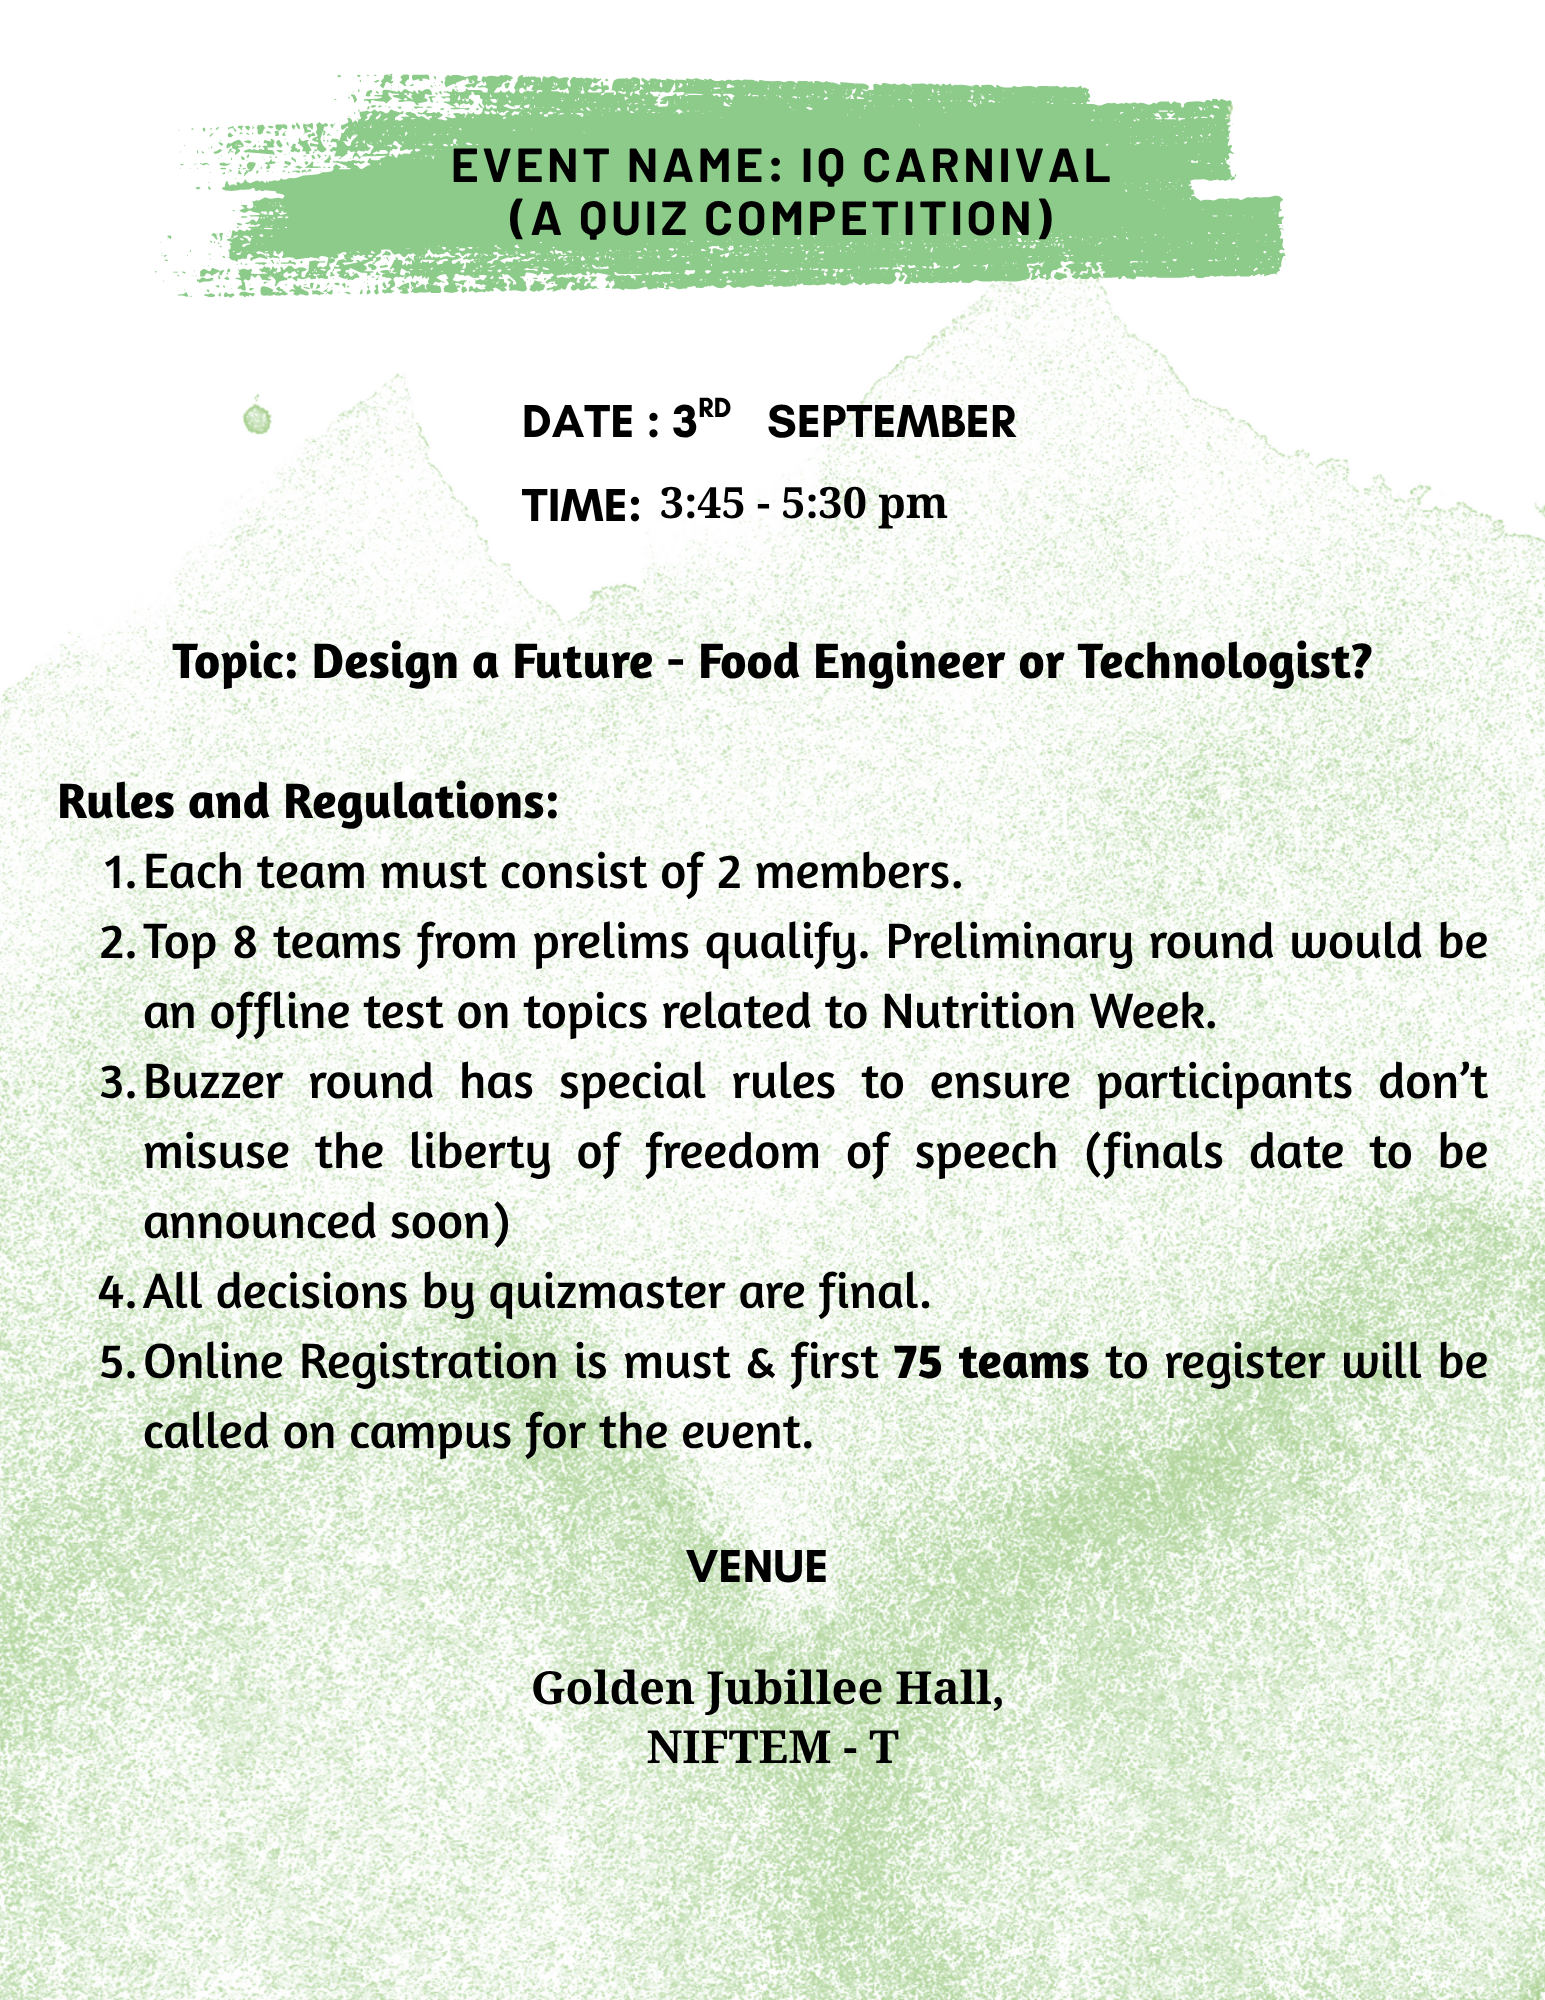 EVENT NAME: IQ CARNIVAL
(A QUIZ COMPETITION)
DATE : 3RD SEPTEMBER
TIME: 3:45 - 5:30 pm
Topic: Design a Future - Food Engineer or Technologist?
Rules and Regulations:
1. Each team must consist of 2 members.
2. Top 8 teams from prelims qualify. Preliminary round would be
an offline test on topics related to Nutrition Week.
3. Buzzer round has special rules to ensure participants don’t
misuse the liberty of freedom of speech (finals date to be
announced soon)
4. All decisions by quizmaster are final.
5. Online Registration is must & first 75 teams to register will be
called on campus for the event.
VENUE
Golden Jubillee Hall,
NIFTEM - T